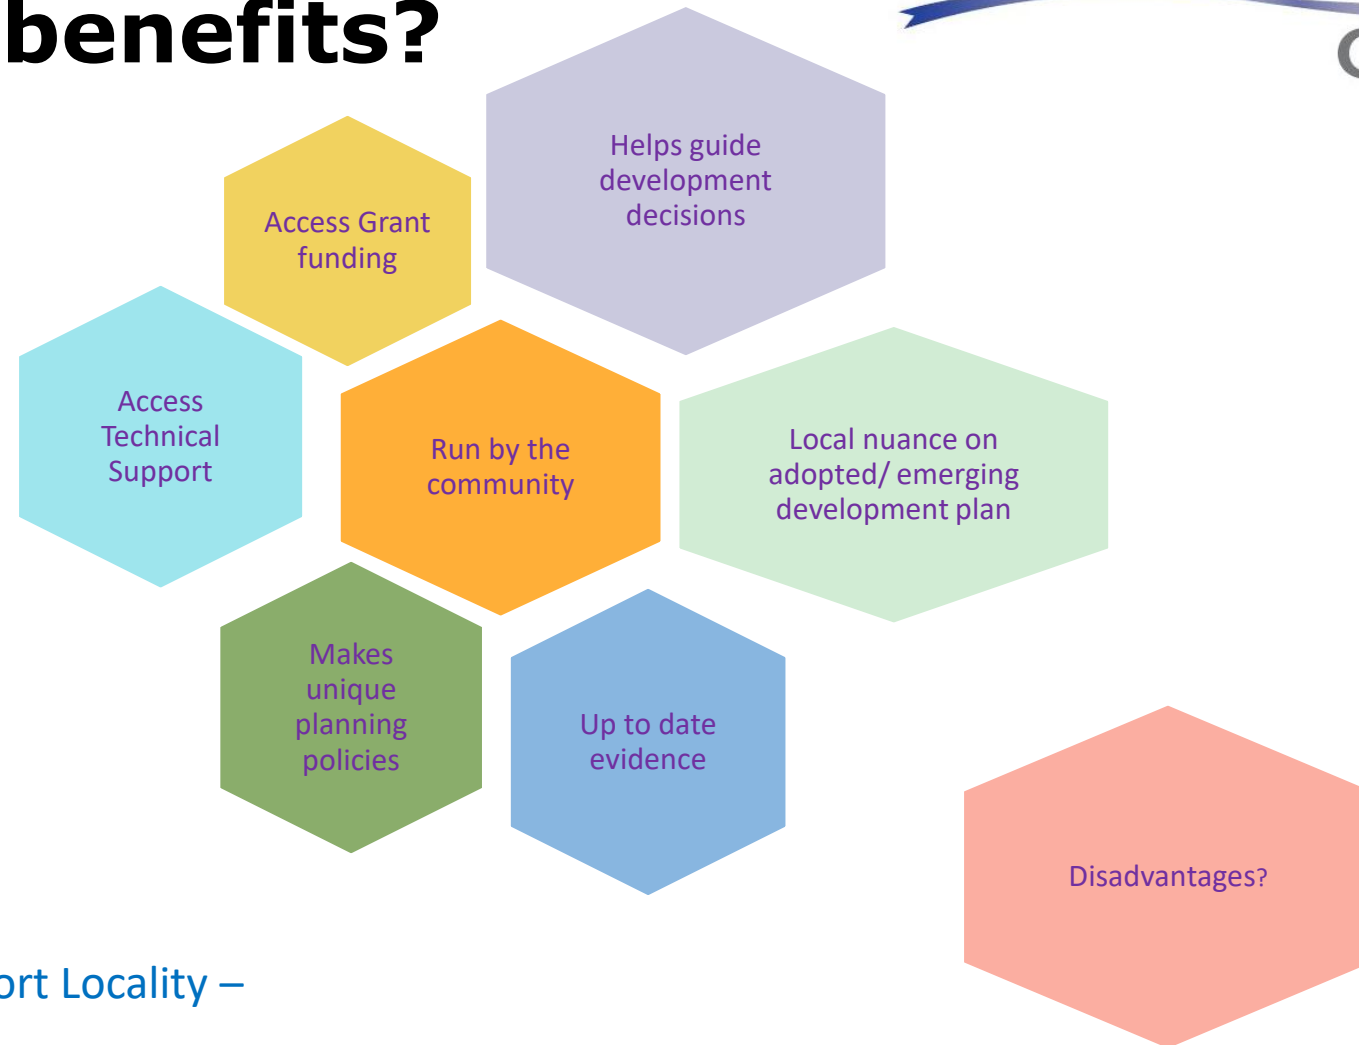 benefits?
Helps guide
development
decisions
Access Grant
funding
Access
Technical
Support
Run by the
community
Local nuance on
adopted/ emerging
development plan
Makes
unique
planning
policies
Up to date
evidence
Disadvantages?
ort Locality –